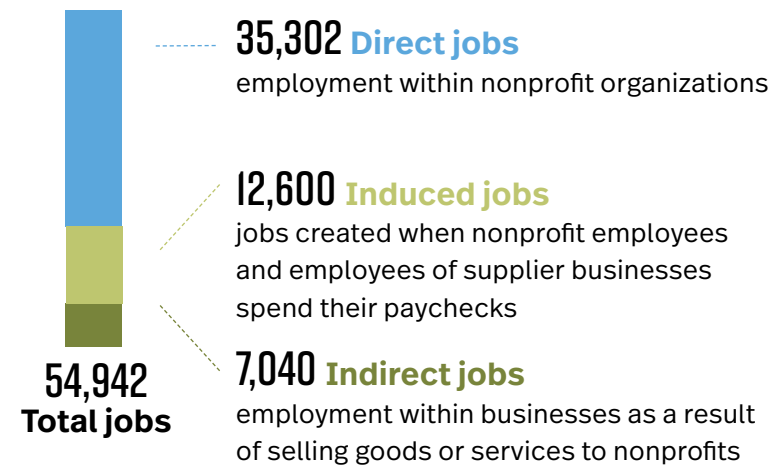 35,302 Direct jobs
employment within nonprofit organizations
12,600 Induced jobs
jobs created when nonprofit employees
and employees of supplier businesses
spend their paychecks
7,040 Indirect jobs
employment within businesses as a result
of selling goods or services to nonprofits
54,942
Total jobs